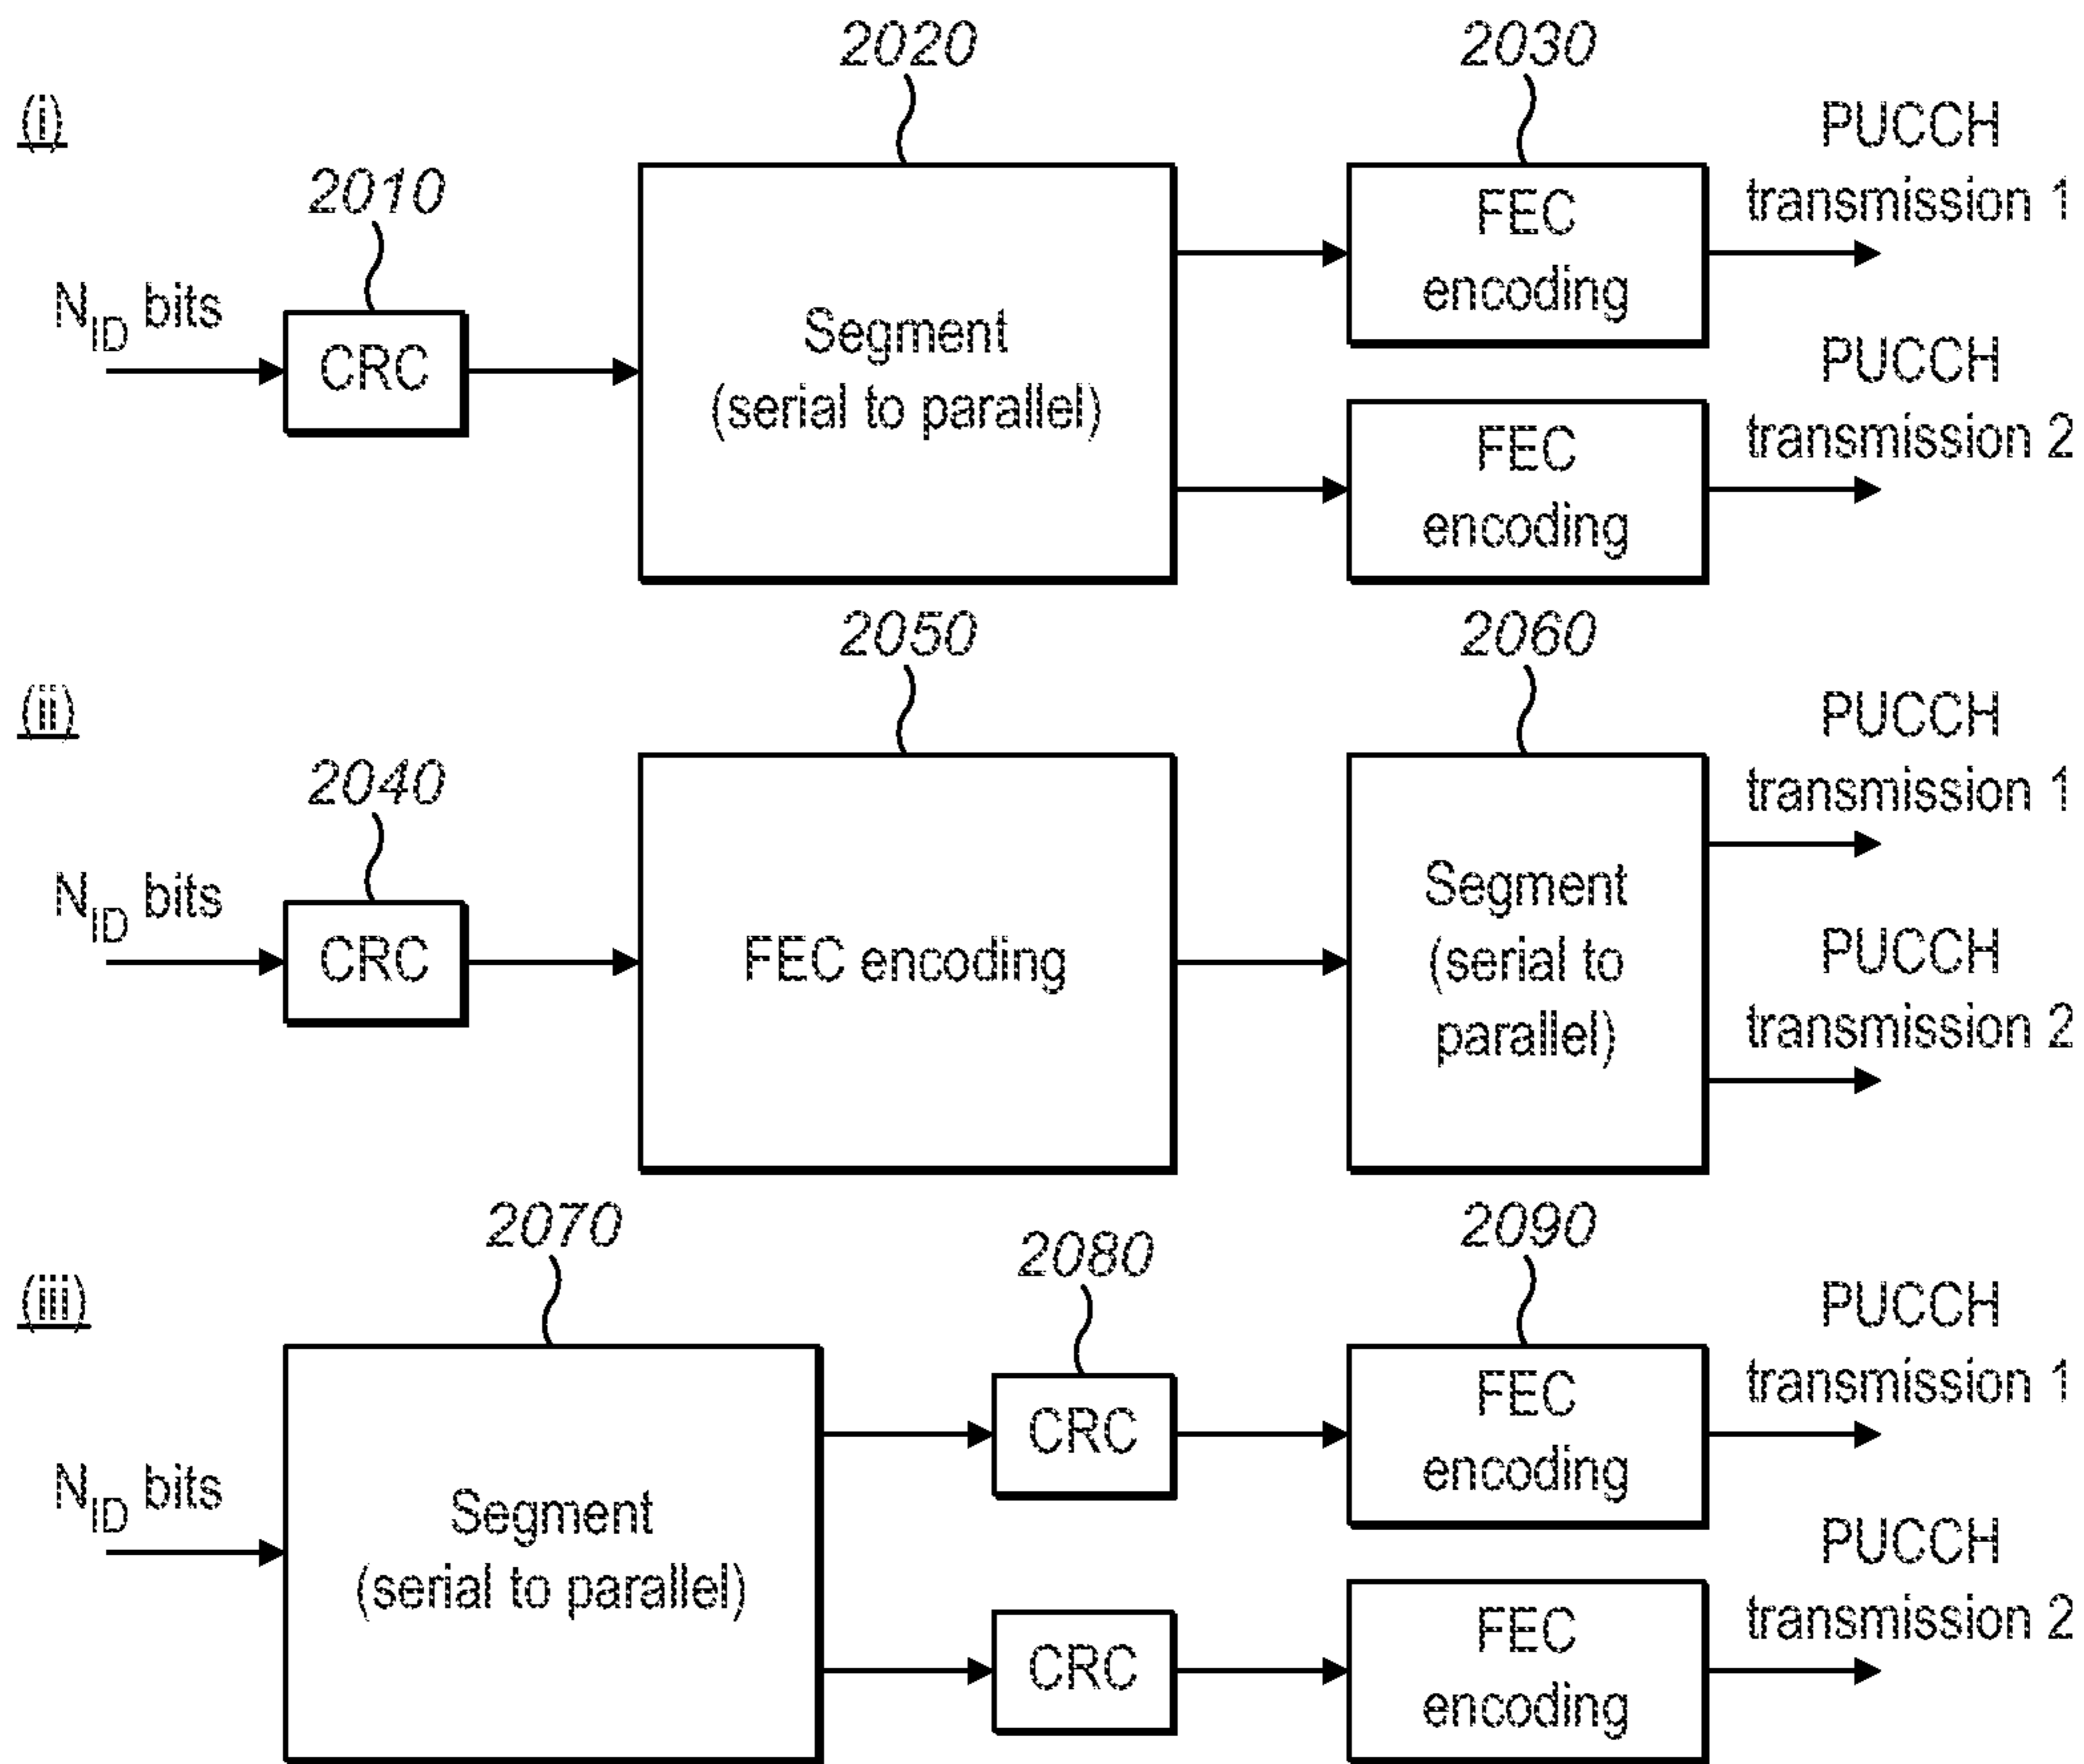 (i)
2010
2020
2030
N_ID bits
CRC
Segment
(serial to parallel)
FEC
encoding
PUCCH
transmission 1
FEC
encoding
PUCCH
transmission 2
(ii)
2040
2050
2060
N_ID bits
CRC
FEC encoding
Segment
(serial to
parallel)
PUCCH
transmission 1
PUCCH
transmission 2
(iii)
2070
2080
2090
N_ID bits
Segment
(serial to parallel)
CRC
FEC
encoding
PUCCH
transmission 1
CRC
FEC
encoding
PUCCH
transmission 2